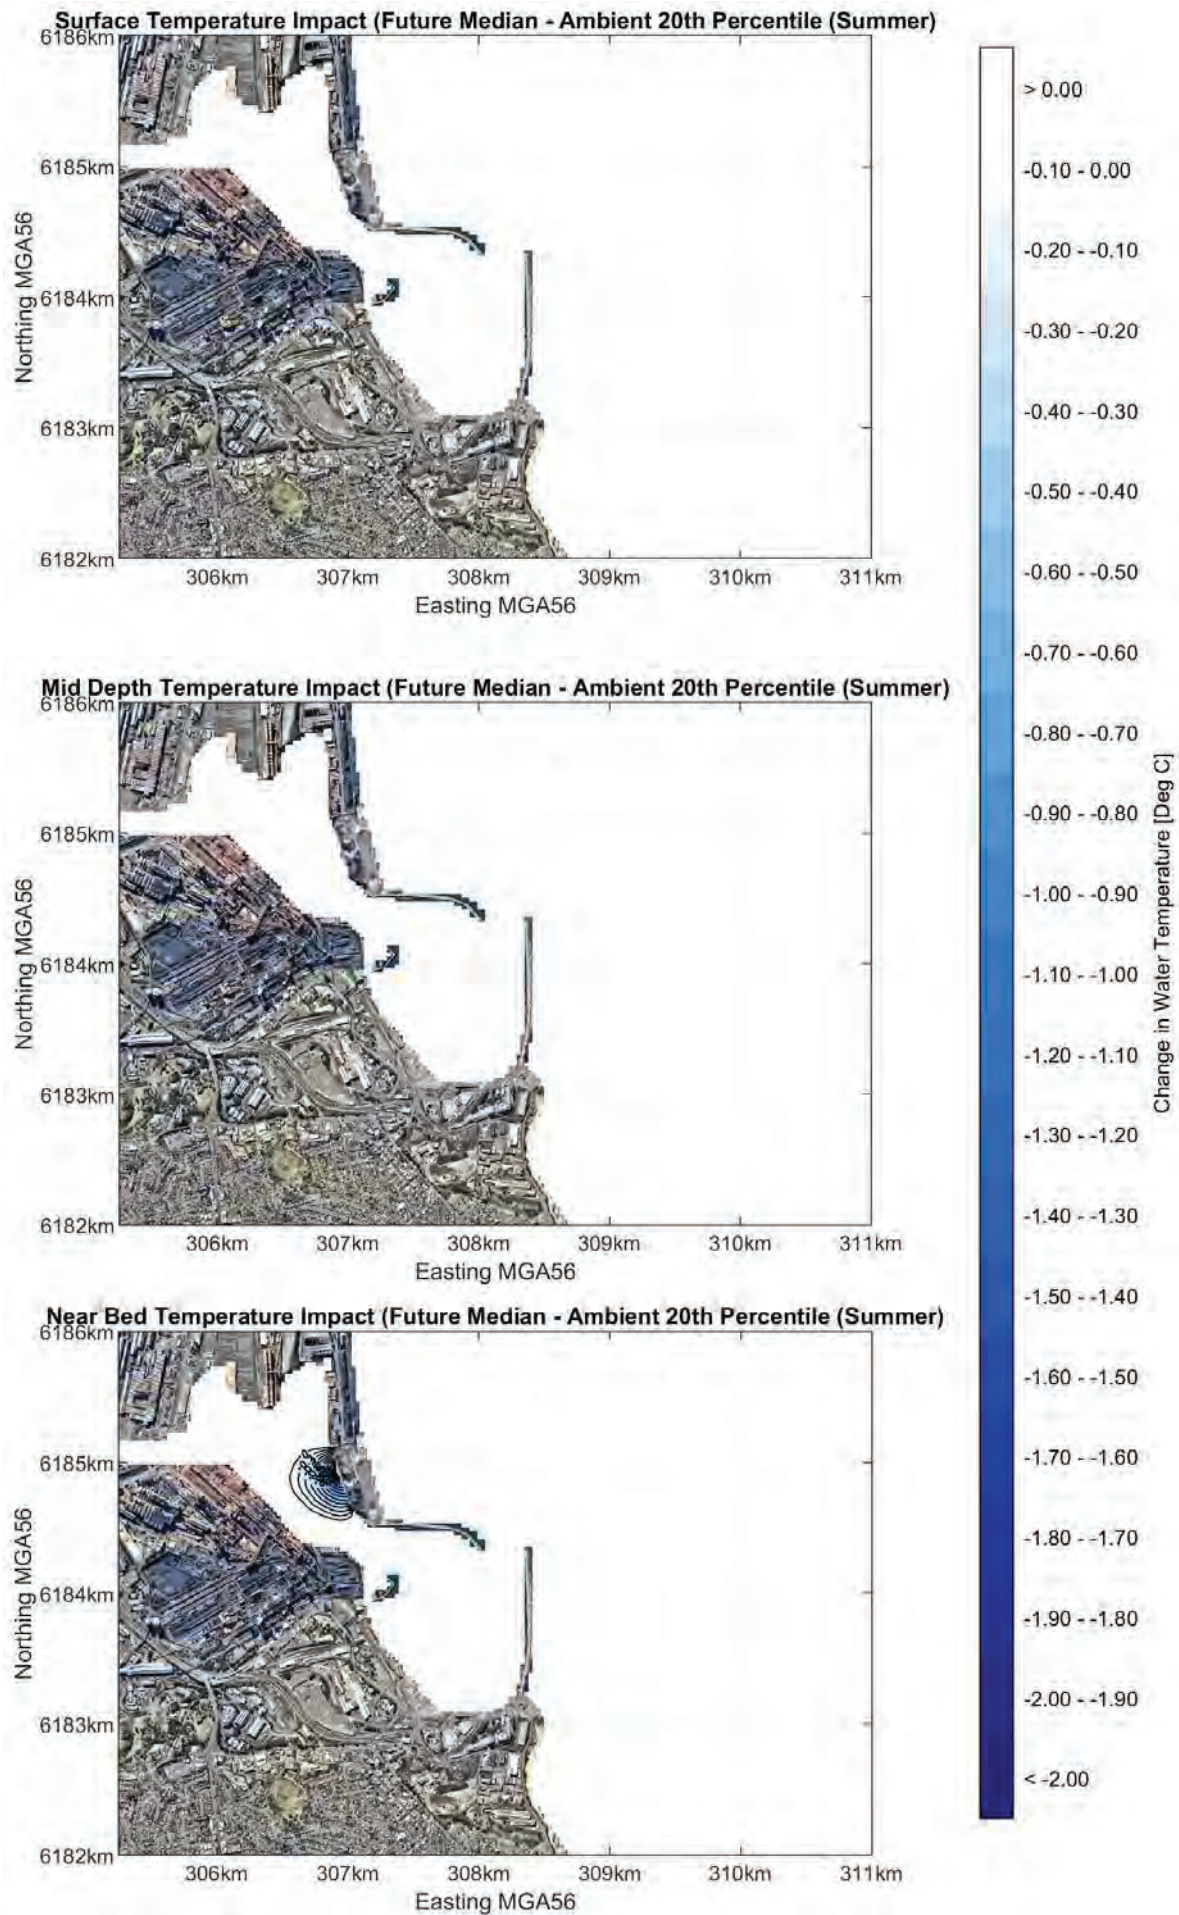 Surface Temperature Impact (Future Median - Ambient 20th Percentile (Summer)
6186km
6185km
6184km
6183km
6182km
Northing MGA56
306km 307km 308km 309km 310km 311km
Easting MGA56
Mid Depth Temperature Impact (Future Median - Ambient 20th Percentile (Summer)
6186km
6185km
6184km
6183km
6182km
Northing MGA56
306km 307km 308km 309km 310km 311km
Easting MGA56
Near Bed Temperature Impact (Future Median - Ambient 20th Percentile (Summer)
6186km
6185km
6184km
6183km
6182km
Northing MGA56
306km 307km 308km 309km 310km 311km
Easting MGA56
> 0.00
-0.10 - 0.00
-0.20 - -0.10
-0.30 - -0.20
-0.40 - -0.30
-0.50 - -0.40
-0.60 - -0.50
-0.70 - -0.60
-0.80 - -0.70
-0.90 - -0.80
-1.00 - -0.90
-1.10 - -1.00
-1.20 - -1.10
-1.30 - -1.20
-1.40 - -1.30
-1.50 - -1.40
-1.60 - -1.50
-1.70 - -1.60
-1.80 - -1.70
-1.90 - -1.80
-2.00 - -1.90
< -2.00
Change in Water Temperature [Deg C]